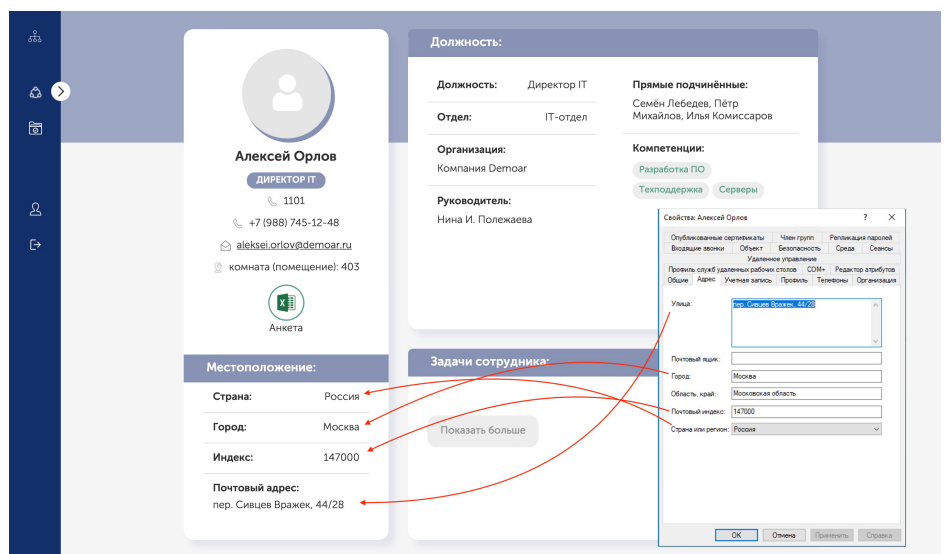 Алексей Орлов
ДИРЕКТОР IT
1101
+7 (988) 745-12-48
aleksei.orlov@demoar.ru
комната (помещение): 403
Анкета
Местоположение:
Страна: Россия
Город: Москва
Индекс: 147000
Почтовый адрес:
пер. Сивцев Вражек, 44/28
Должность:
Должность: Директор IT
Отдел: IT-отдел
Организация:
Компания Demoar
Руководитель:
Нина И. Полежаева
Прямые подчинённые:
Семён Лебедев, Пётр
Михайлов, Илья Комиссаров
Компетенции:
Разработка ПО
Техподдержка Серверы
Задачи сотрудника:
Показать больше
Свойства: Алексей Орлов ? ×
Опубликованные сертификаты Член групп Репликация паролей
Входящие звонки Объект Безопасность Среда Сеансы
Удаленное управление
Профиль служб удаленных рабочих столов COM+ Редактор атрибутов
Общие Адрес Учетная запись Профиль Телефоны Организация
Улица: пер. Сивцев Вражек, 44/28
Почтовый ящик:
Город: Москва
Область, край: Московская область
Почтовый индекс: 147000
Страна или регион: Россия
OK Отмена Применить Справка